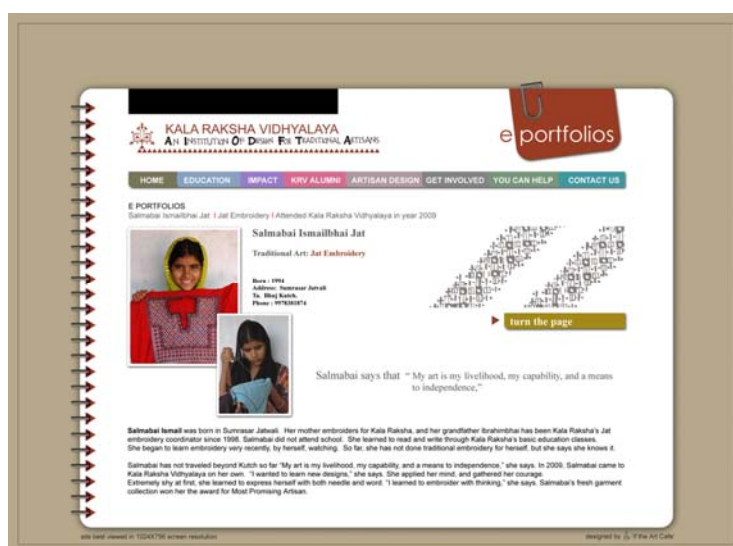 KALA RAKSHA VIDHYALAYA
AN INSTITUTION OF DESIGN FOR TRADITIONAL ARTISANS
e portfolios
HOME EDUCATION IMPACT KRV ALUMNI ARTISAN DESIGN GET INVOLVED YOU CAN HELP CONTACT US
E PORTFOLIOS
Salmabai Ismailbhai Jat I Jat Embroidery I Attended Kala Raksha Vidhyalaya in year 2009
Salmabai Ismailbhai Jat
Traditional Art: Jat Embroidery
Born : 1994
Address: Sumrasar Jatvali
Ta. Bhuj Kutch.
Phone : 9978381874
turn the page
Salmabai says that “ My art is my livelihood, my capability, and a means
to independence,”
Salmabai Ismail was born in Sumrasar Jatwali. Her mother embroiders for Kala Raksha, and her grandfather Ibrahimbhai has been Kala Raksha's Jat
embroidery coordinator since 1998. Salmabai did not attend school. She learned to read and write through Kala Raksha's basic education classes.
She began to learn embroidery very recently, by herself, watching. So far, she has not done traditional embroidery for herself, but she says she knows it.
Salmabai has not traveled beyond Kutch so far “My art is my livelihood, my capability, and a means to independence,” she says. In 2009, Salmabai came to
Kala Raksha Vidyalaya on her own. “I wanted to learn new designs,” she says. She applied her mind, and gathered her courage.
Extremely shy at first, she learned to express herself with both needle and word. “I learned to embroider with thinking,” she says. Salmabai's fresh garment
collection won her the award for Most Promising Artisan.
site best viewed in 1024X756 screen resolution
designed by 'if the Art Cafe'